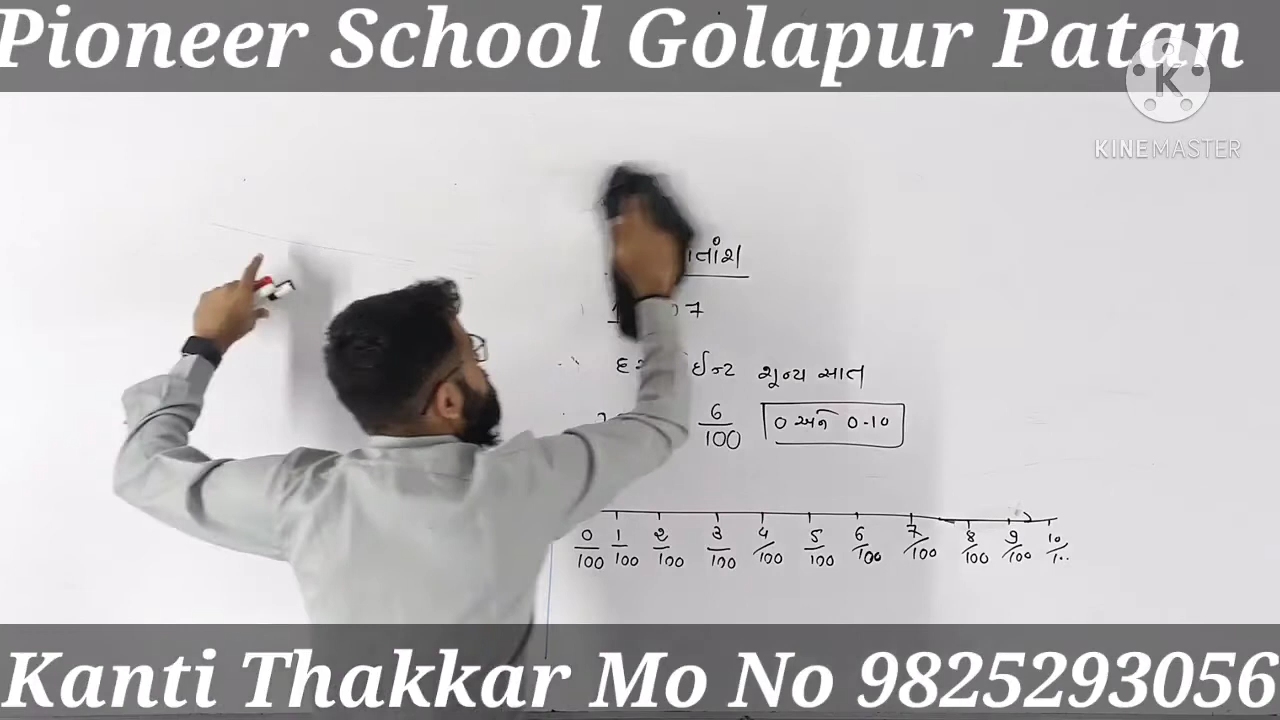 Pioneer School Golapur Patan
K
KINEMASTER
7
શૂન્ય સાત
6/100 0 અને 0.10
0/100 1/100 2/100 3/100 4/100 5/100 6/100 7/100 8/100 9/100
Kanti Thakkar Mo No 9825293056